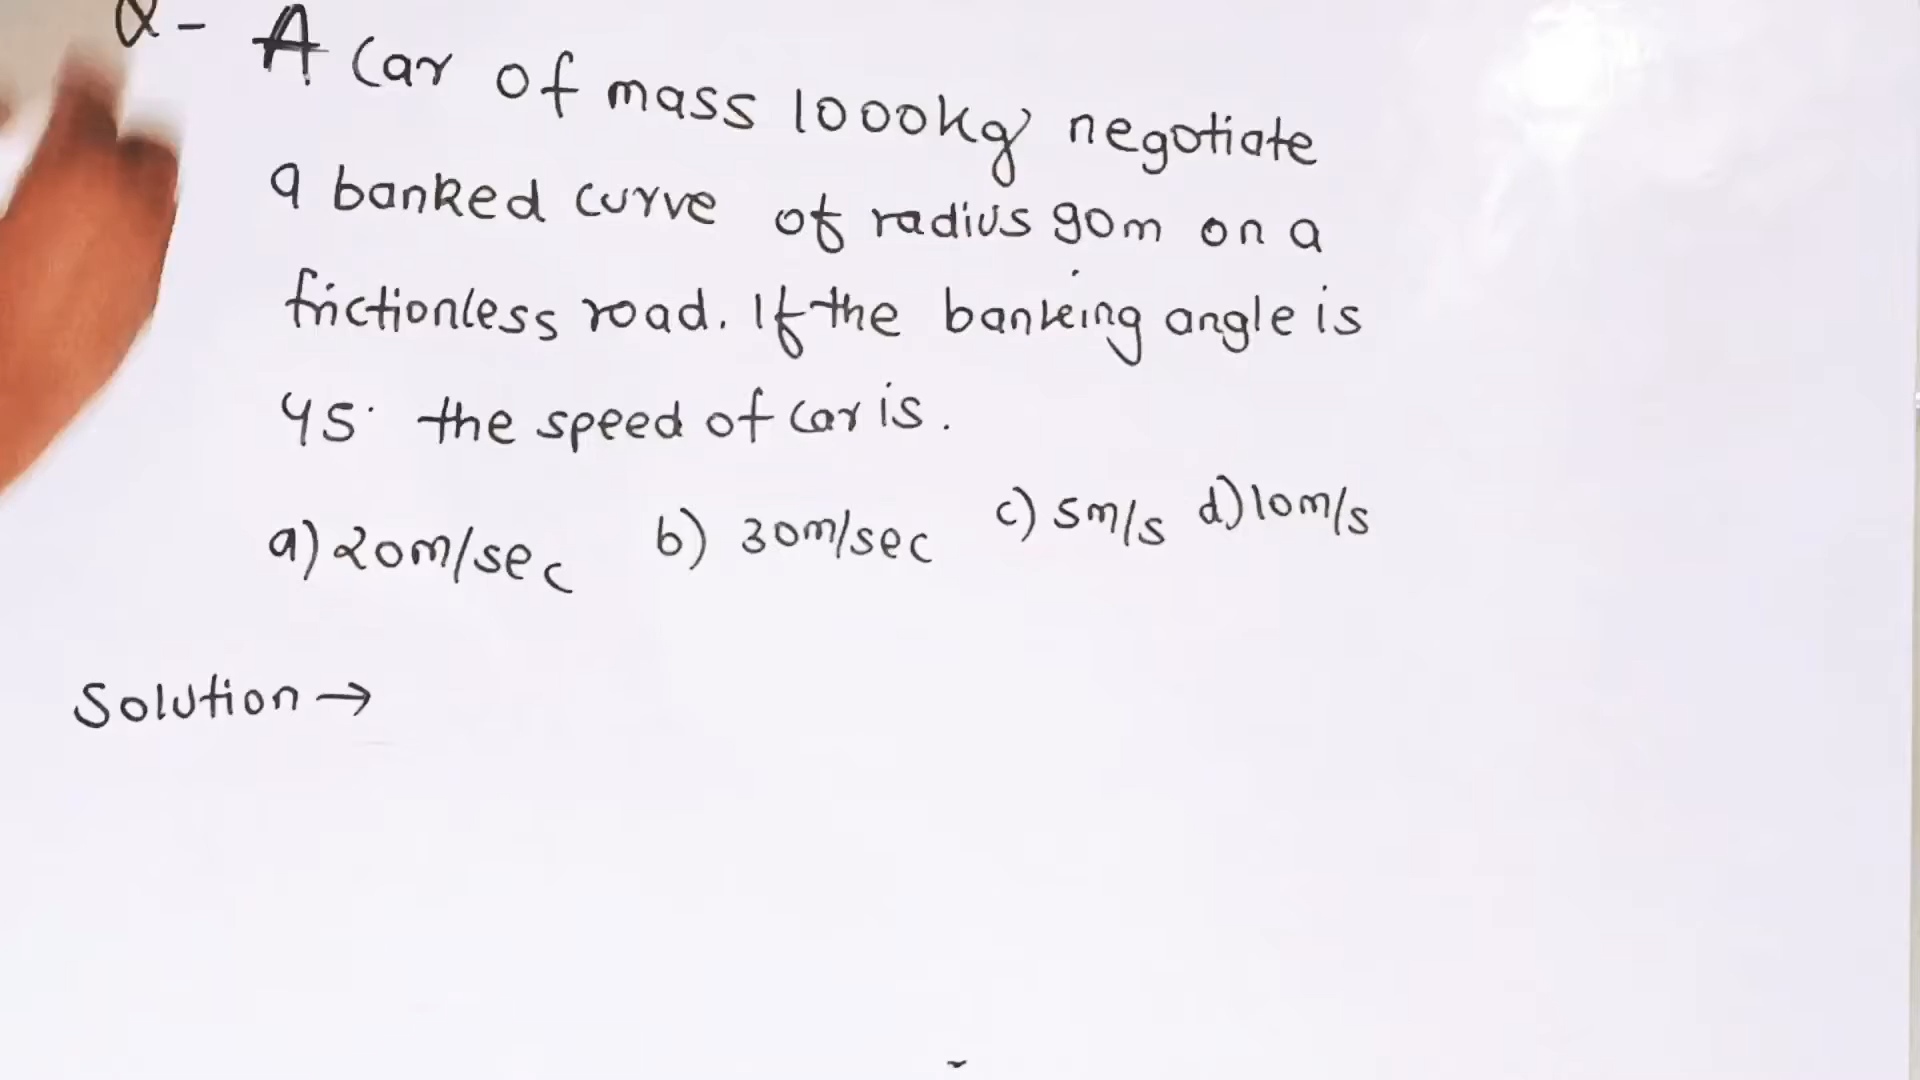 Q- A car of mass 1000kg negotiate
a banked curve of radius 90m on a
frictionless road. If the banking angle is
45° the speed of car is.
a) 20m/sec b) 30m/sec c) 5m/s d) 10m/s
Solution →